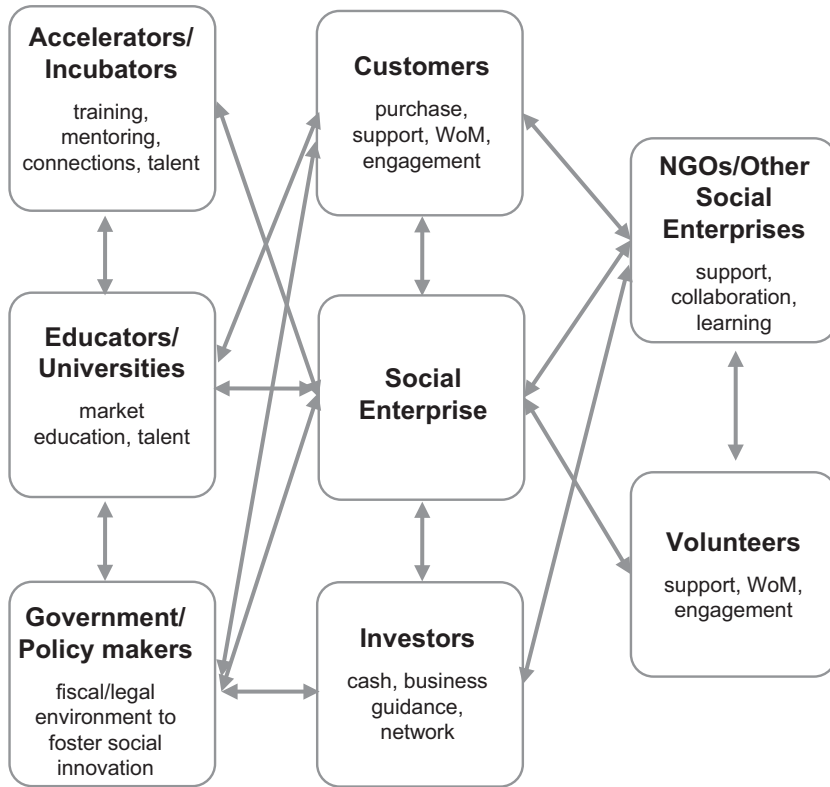 Accelerators/
Incubators
training,
mentoring,
connections, talent
Educators/
Universities
market
education, talent
Government/
Policy makers
fiscal/legal
environment to
foster social
innovation
Customers
purchase,
support, WoM,
engagement
Social
Enterprise
Investors
cash, business
guidance,
network
NGOs/Other
Social
Enterprises
support,
collaboration,
learning
Volunteers
support, WoM,
engagement